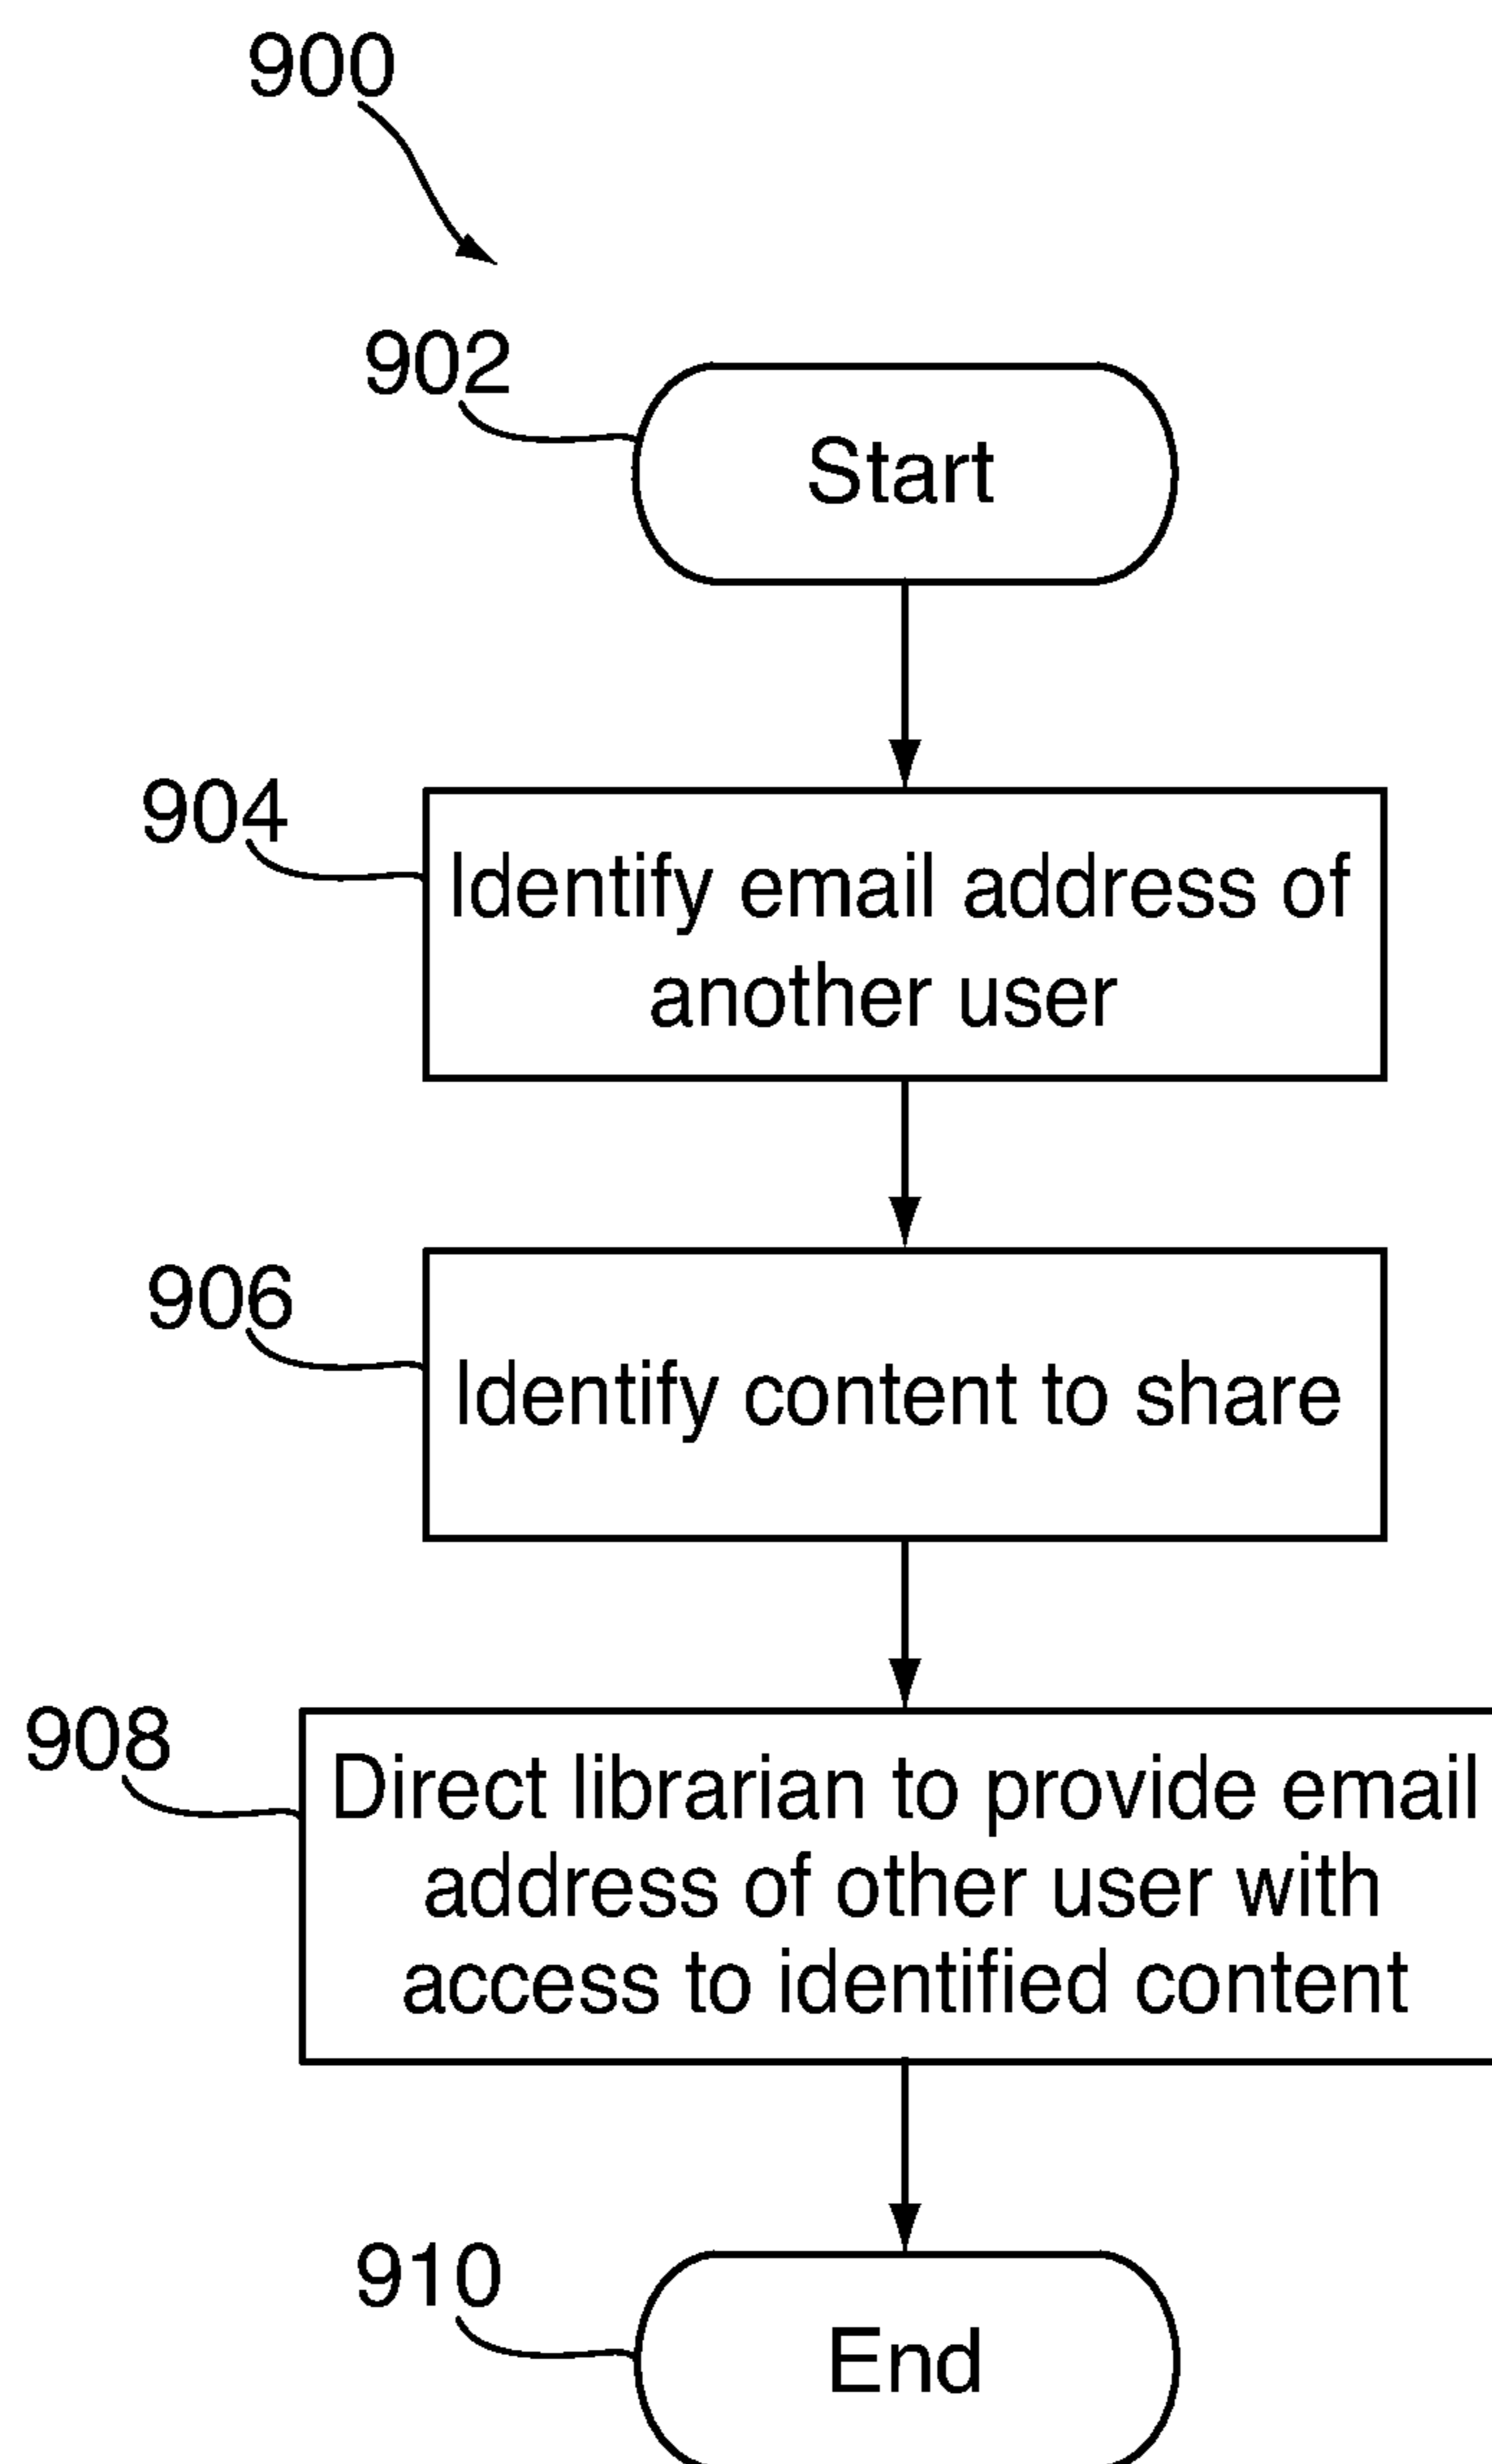 900
902
Start
904
Identify email address of
another user
906
Identify content to share
908
Direct librarian to provide email
address of other user with
access to identified content
910
End